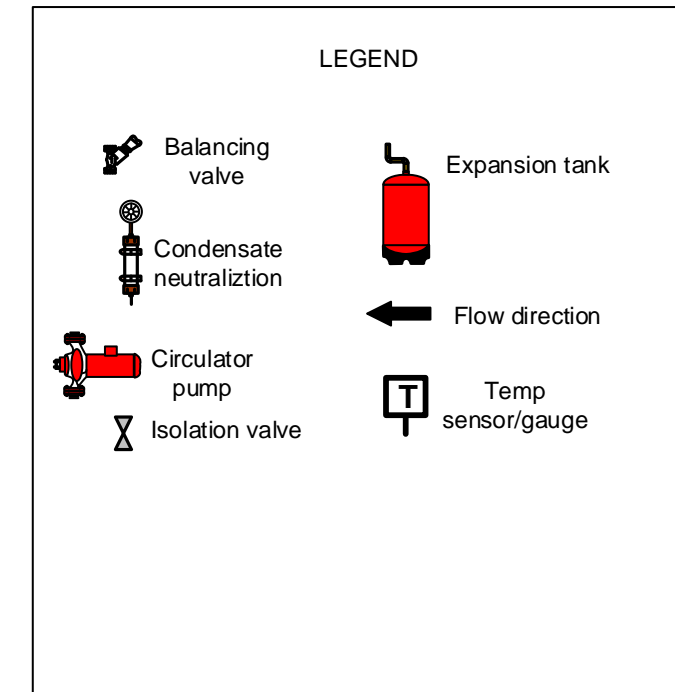 LEGEND
Balancing
valve
Condensate
neutraliztion
Circulator
pump
Isolation valve
Expansion tank
Flow direction
T
Temp
sensor/gauge